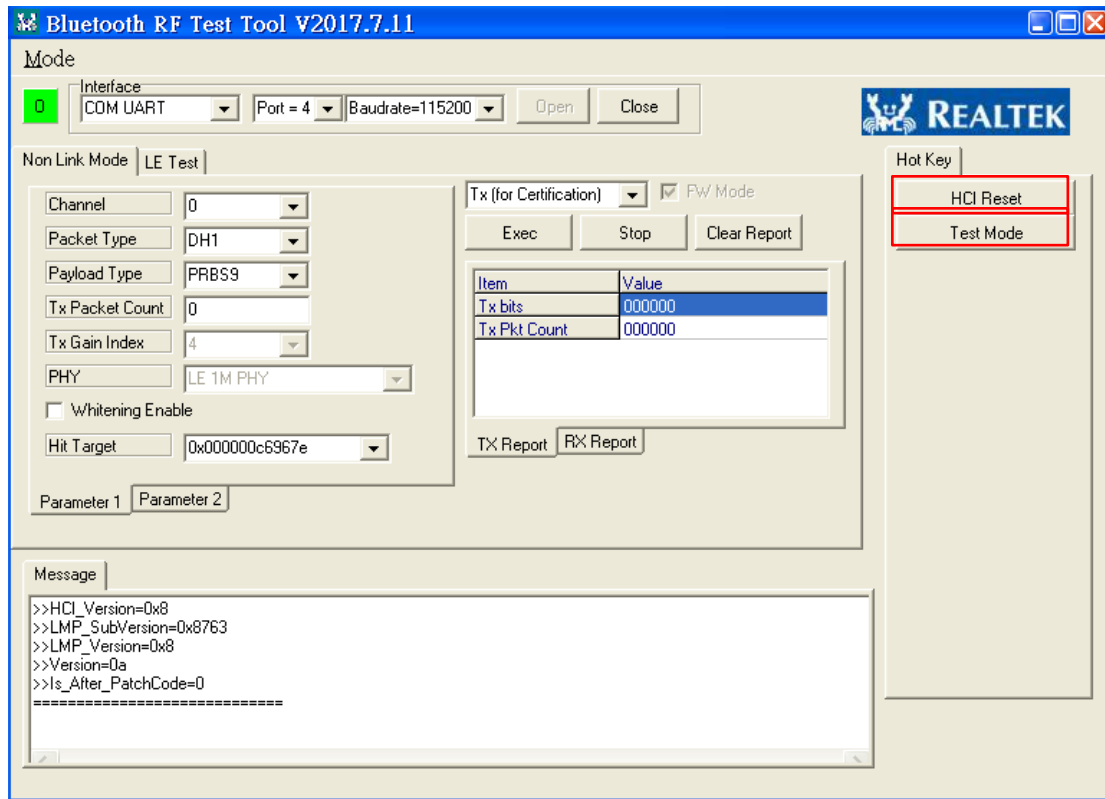 Bluetooth RF Test Tool V2017.7.11
Mode
Interface
0
COM UART
Port = 4
Baudrate=115200
Open
Close
REALTEK
Non Link Mode
LE Test
Channel
0
Packet Type
DH1
Payload Type
PRBS9
Tx Packet Count
0
Tx Gain Index
4
PHY
LE 1M PHY
Whitening Enable
Hit Target
0x000000c6967e
Parameter 1
Parameter 2
Tx (for Certification)
FW Mode
Exec
Stop
Clear Report
Item
Value
Tx bits
000000
Tx Pkt Count
000000
TX Report
RX Report
Hot Key
HCI Reset
Test Mode
Message
>>HCI_Version=0x8
>>LMP_SubVersion=0x8763
>>LMP_Version=0x8
>>Version=0a
>>Is_After_PatchCode=0
=============================